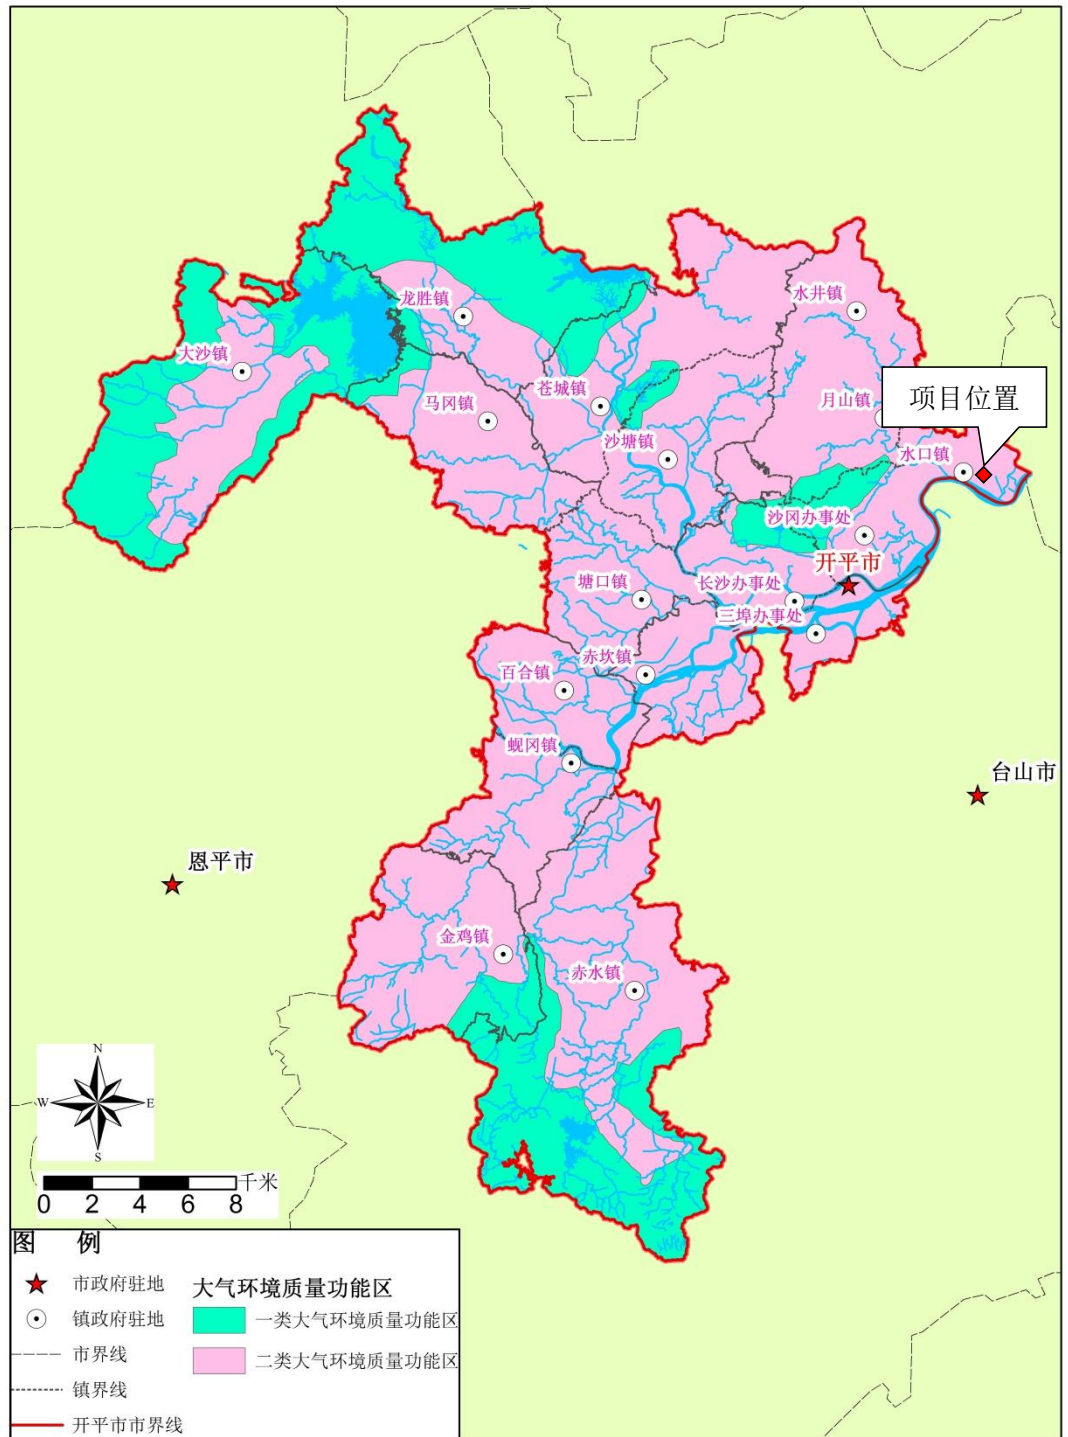 水井镇
龙胜镇
大沙镇
苍城镇
马冈镇
月山镇
项目位置
沙塘镇
水口镇
沙冈办事处
开平市
塘口镇
长沙办事处
三埠办事处
赤坎镇
百合镇
蚬冈镇
台山市
恩平市
金鸡镇
赤水镇
N
W
E
S
千米
0 2 4 6 8
图 例
市政府驻地
镇政府驻地
市界线
镇界线
开平市市界线
大气环境质量功能区
一类大气环境质量功能区
二类大气环境质量功能区